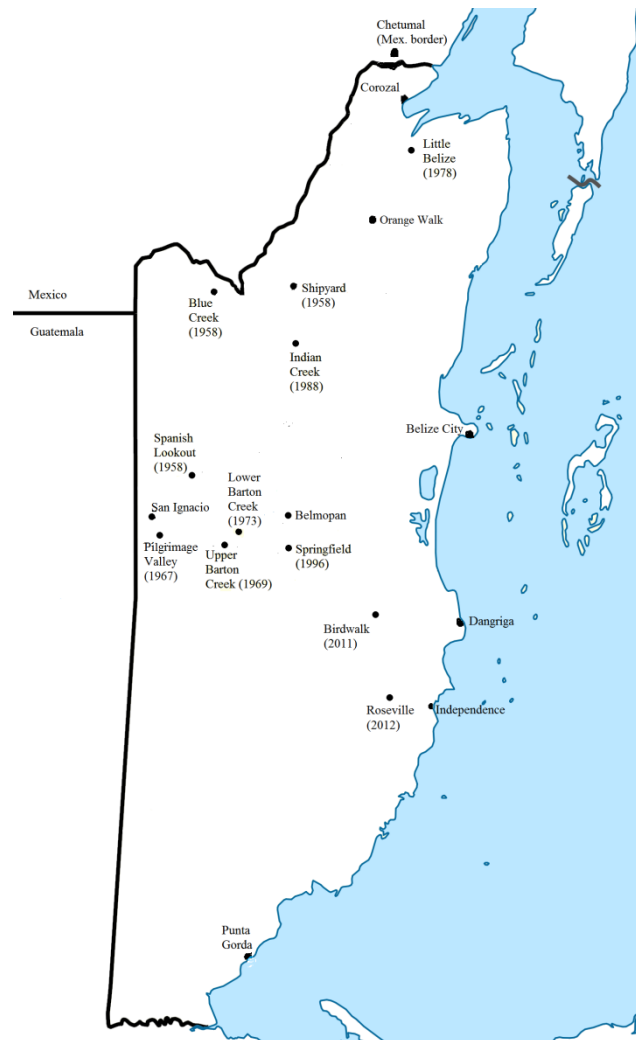 Chetumal
(Mex. border)
Corozal
Little
Belize
(1978)
Orange Walk
Mexico
Guatemala
Blue
Creek
(1958)
Shipyard
(1958)
Indian
Creek
(1988)
Belize City
Spanish
Lookout
(1958)
Lower
Barton
Creek
(1973)
San Ignacio
Belmopan
Pilgrimage
Valley
(1967)
Upper
Barton
Creek (1969)
Springfield
(1996)
Birdwalk
(2011)
Dangriga
Roseville
(2012)
Independence
Punta
Gorda